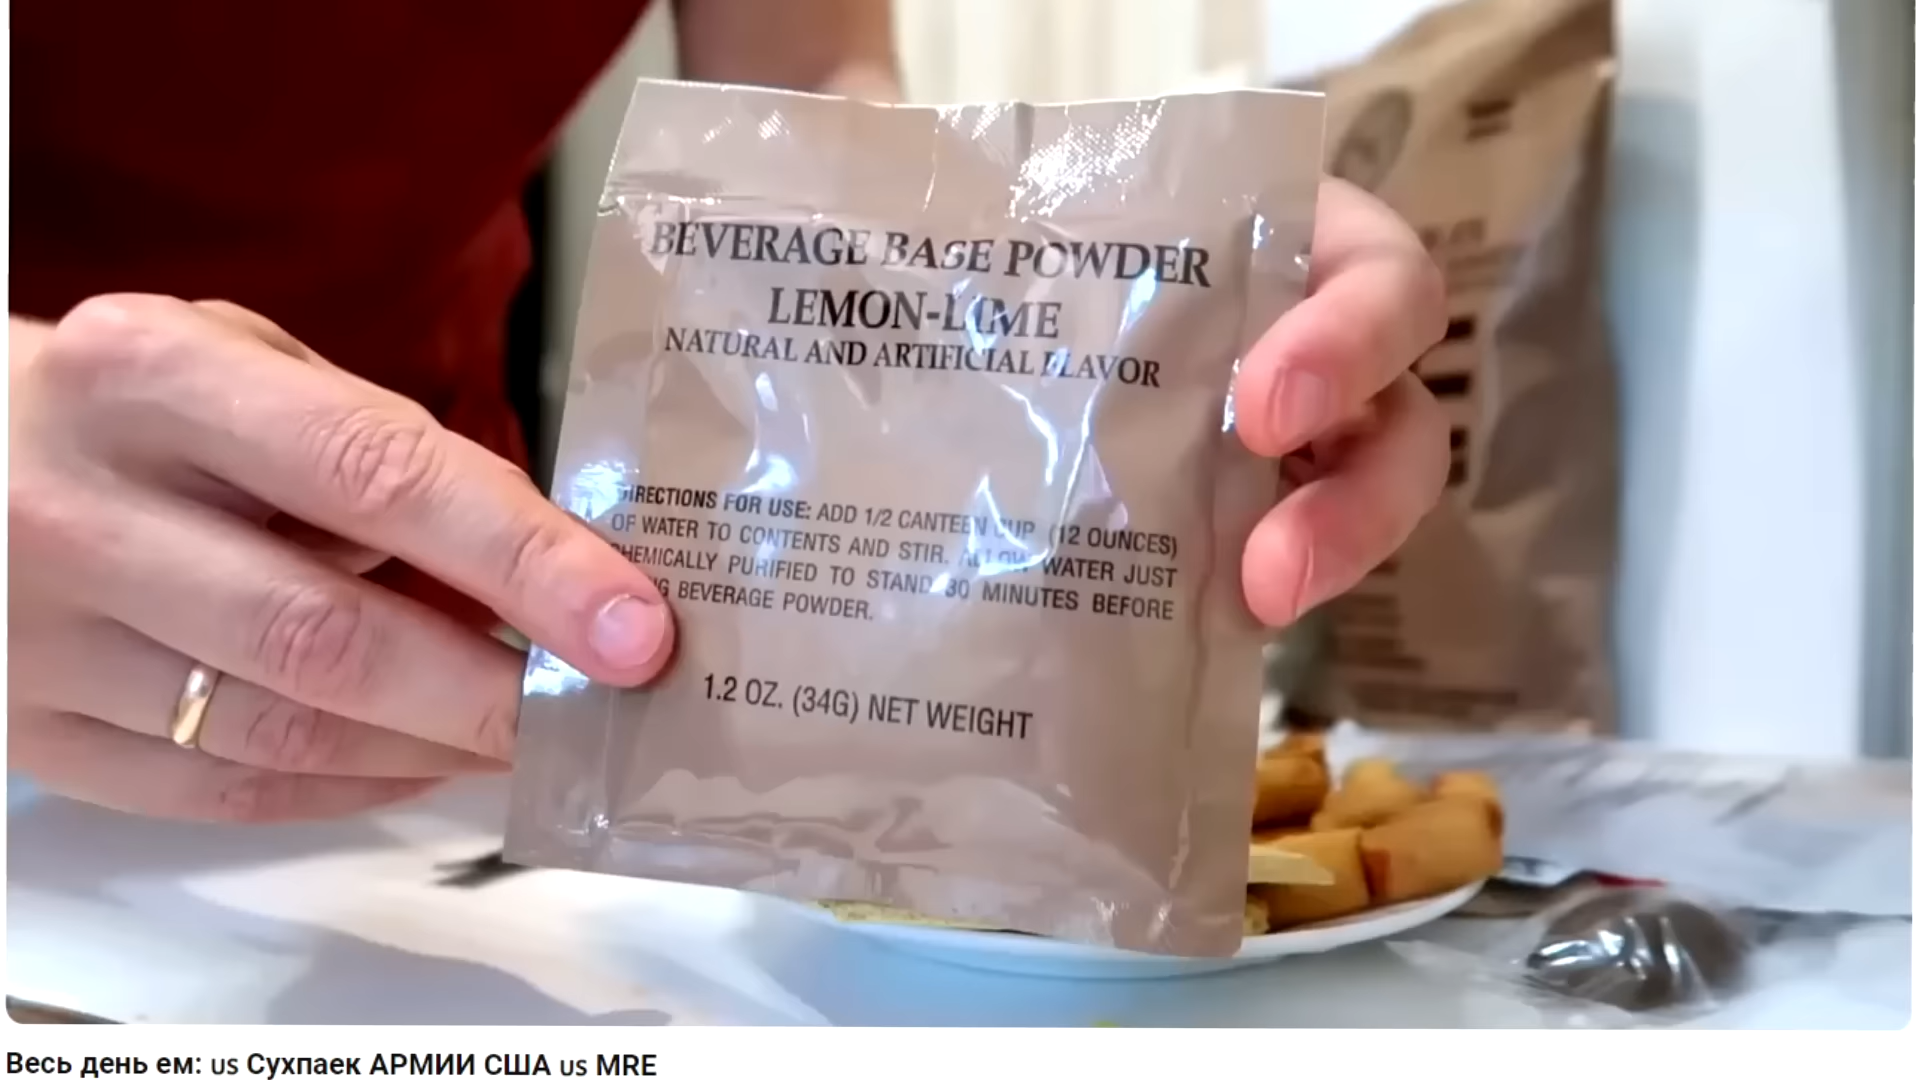 BEVERAGE BASE POWDER
LEMON-LIME
NATURAL AND ARTIFICIAL FLAVOR
DIRECTIONS FOR USE: ADD 1/2 CANTEEN CUP (12 OUNCES)
OF WATER TO CONTENTS AND STIR. ALLOW WATER JUST
CHEMICALLY PURIFIED TO STAND 30 MINUTES BEFORE
BEVERAGE POWDER.
1.2 OZ. (34G) NET WEIGHT
Весь день ем: us Сухпаек АРМИИ США us MRE